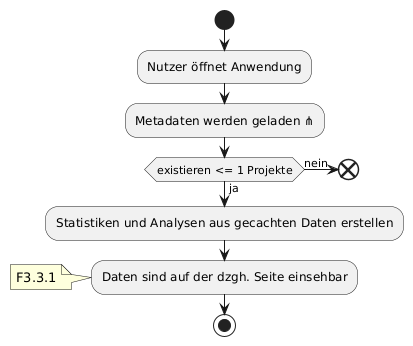 Nutzer öffnet Anwendung
Metadaten werden geladen ⋔
existieren <= 1 Projekte
nein
ja
Statistiken und Analysen aus gecachten Daten erstellen
F3.3.1
Daten sind auf der dzgh. Seite einsehbar